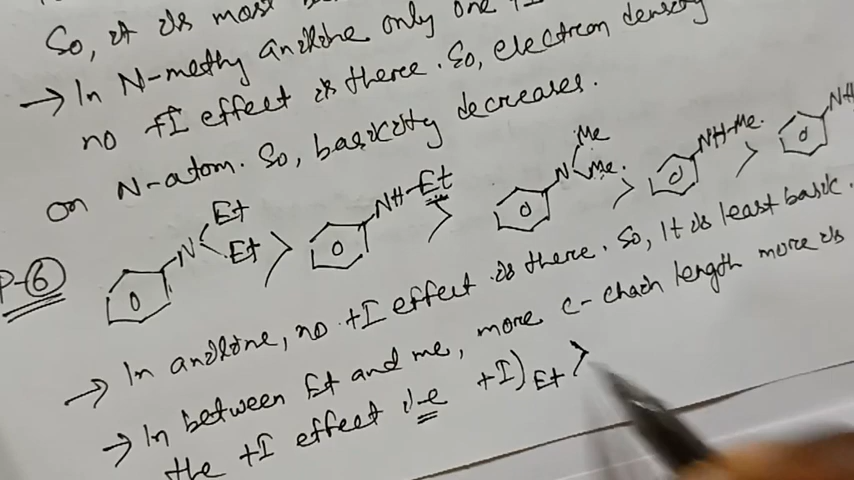 So, it is most
→ In N-methy aniline only one +I
no +I effect is there. So, electron density
on N-atom. So, basicity decreases.
P-6 N Et Et > NH-Et > N Me Me. > NH-Me. > NH
→ In aniline, no +I effect is there. So, It is least basic.
→ In between Et and me, more c-chain length more is
the +I effect i.e +I)Et >